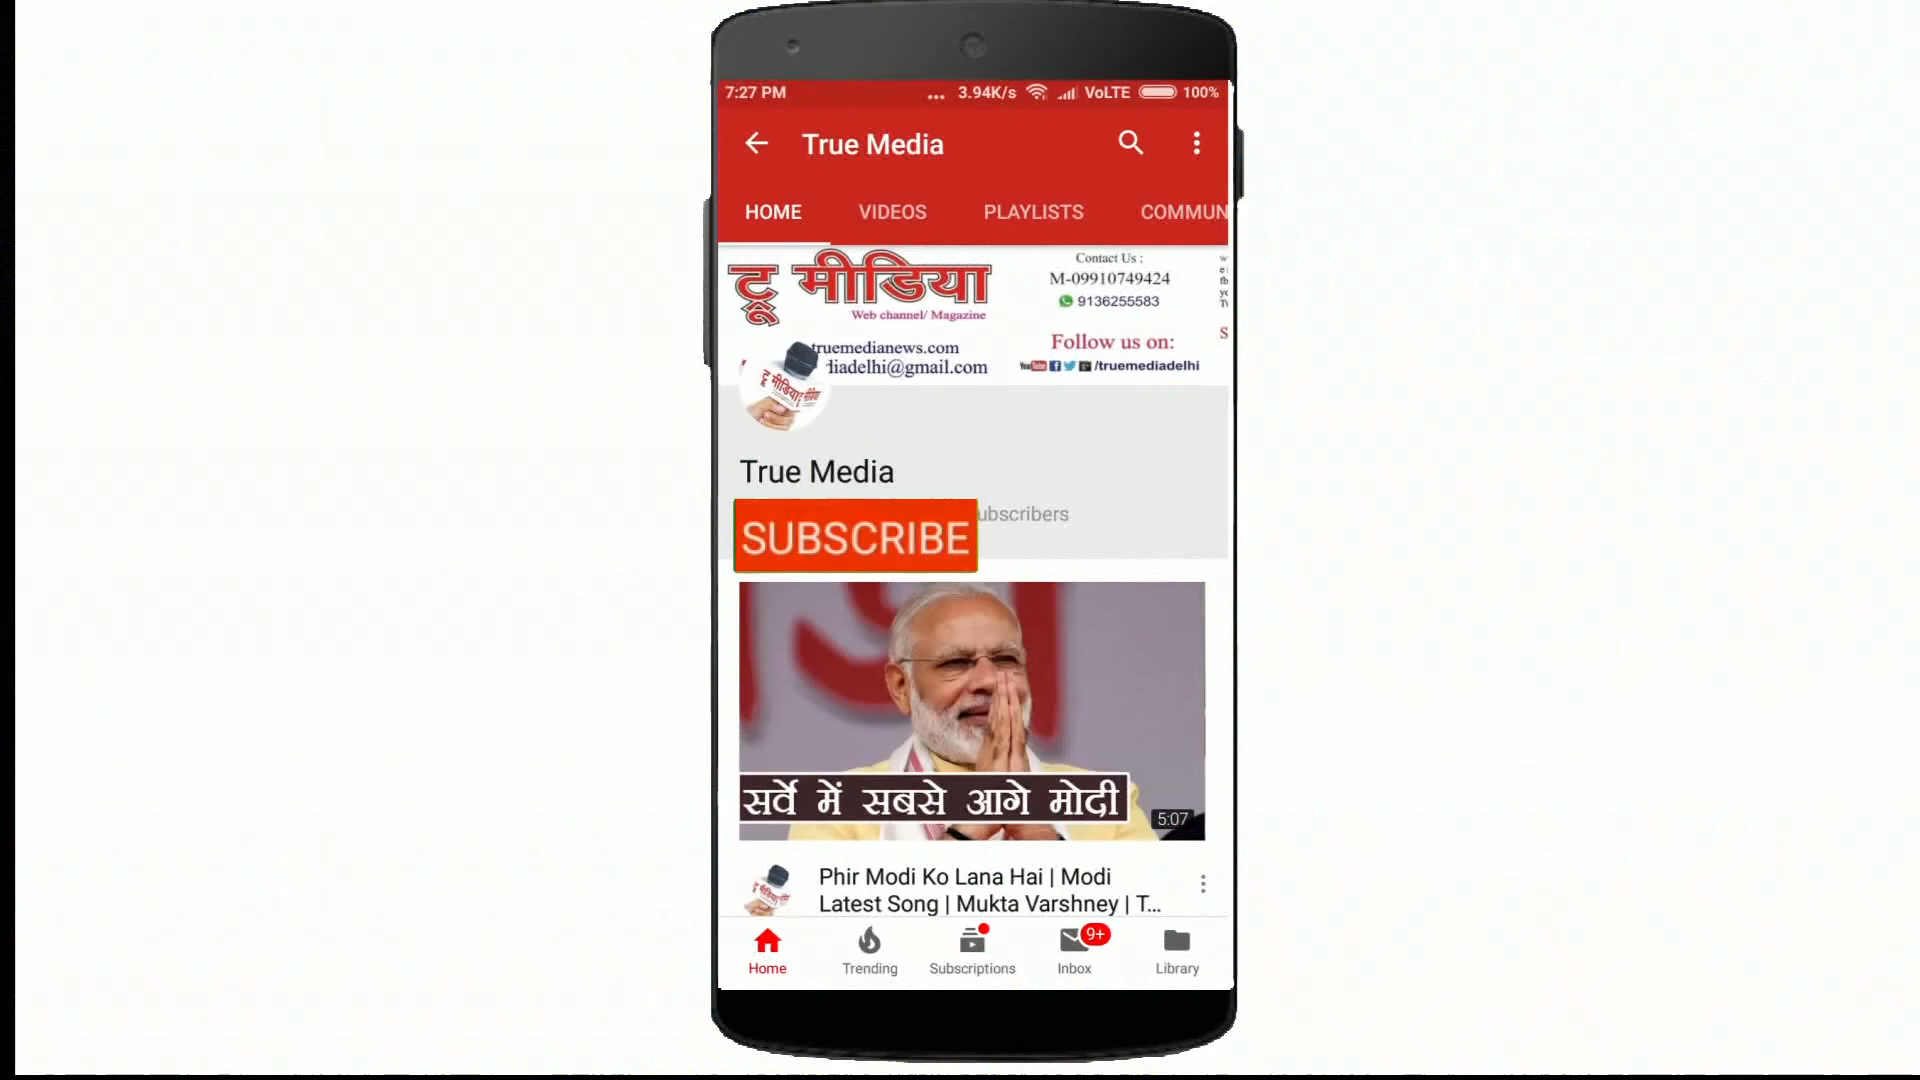 7:27 PM ... 3.94K/s VoLTE 100%
True Media
HOME VIDEOS PLAYLISTS COMMUN
टू मीडिया
Web channel/ Magazine
Contact Us :
M-09910749424
9136255583
truemedianews.com
diadelhi@gmail.com
Follow us on:
You Tube /truemediadelhi
टू मीडिया
True Media
SUBSCRIBE ubscribers
सर्वे में सबसे आगे मोदी
5:07
Phir Modi Ko Lana Hai | Modi
Latest Song | Mukta Varshney | T...
9+
Home Trending Subscriptions Inbox Library